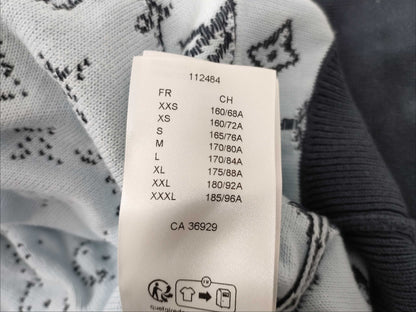 112484
FR CH
XXS 160/68A
XS 160/72A
S 165/76A
M 170/80A
L 170/84A
XL 175/88A
XXL 180/92A
XXXL 185/96A
CA 36929
FR